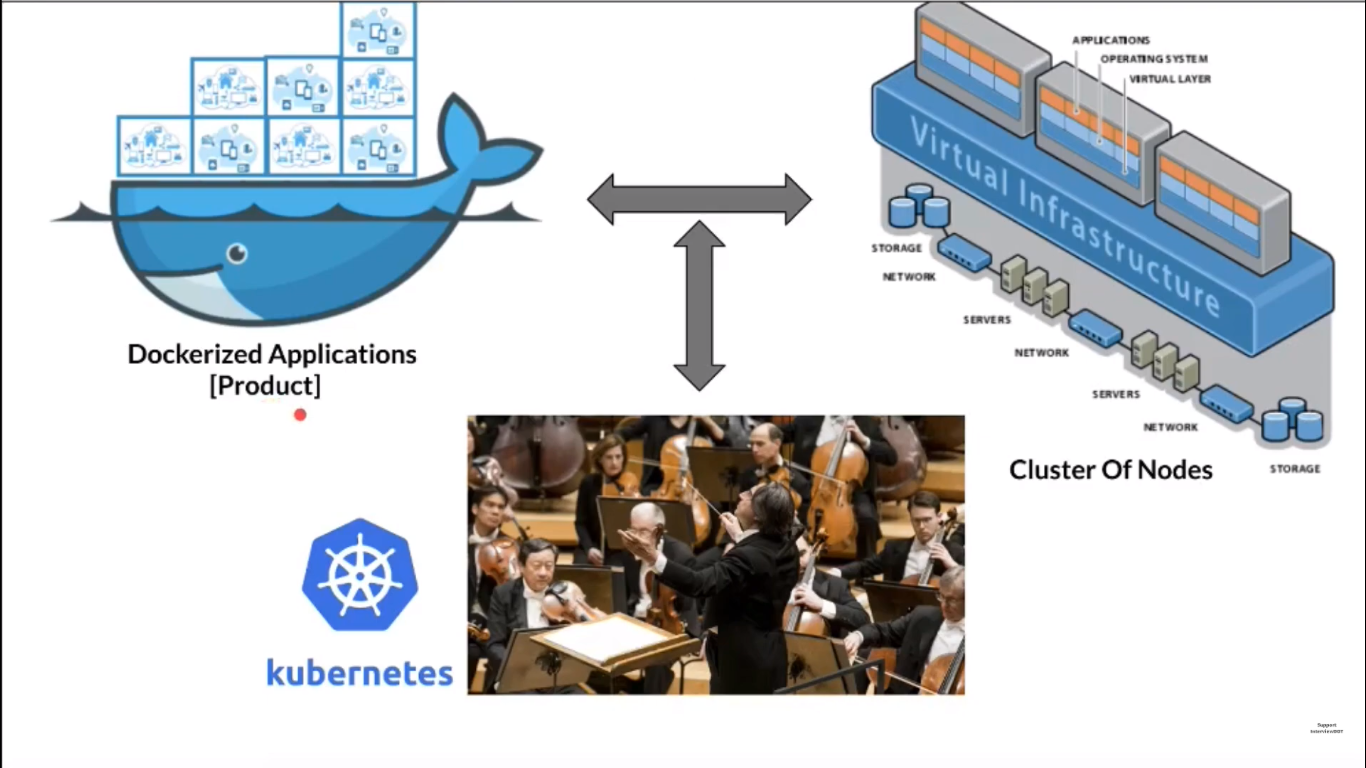 APPLICATIONS
OPERATING SYSTEM
VIRTUAL LAYER
Virtual Infrastructure
STORAGE
NETWORK
SERVERS
NETWORK
SERVERS
NETWORK
STORAGE
Dockerized Applications
[Product]
Cluster Of Nodes
kubernetes
Support